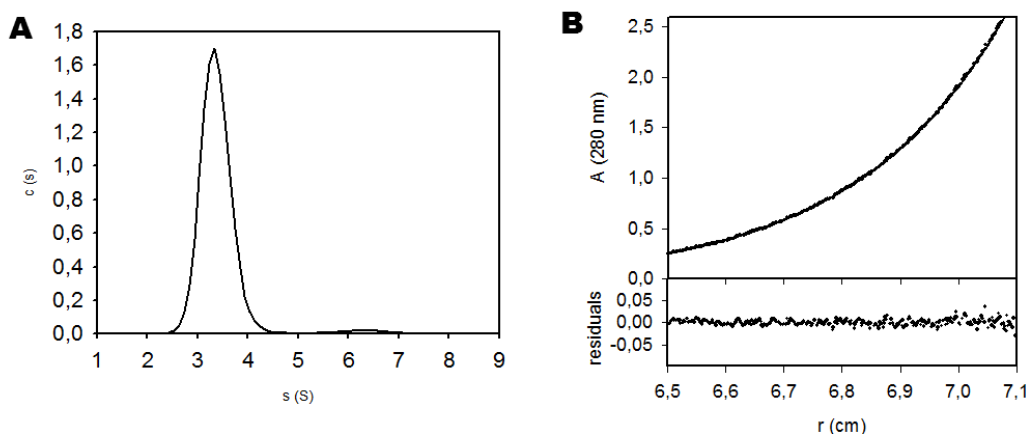 A
1,8
1,6
1,4
1,2
1,0
0,8
0,6
0,4
0,2
0,0
c (s)
1 2 3 4 5 6 7 8 9
s (S)
B
2,5
2,0
1,5
1,0
0,5
0,0
A (280 nm)
0,05
0,00
-0,05
residuals
6,5 6,6 6,7 6,8 6,9 7,0 7,1
r (cm)